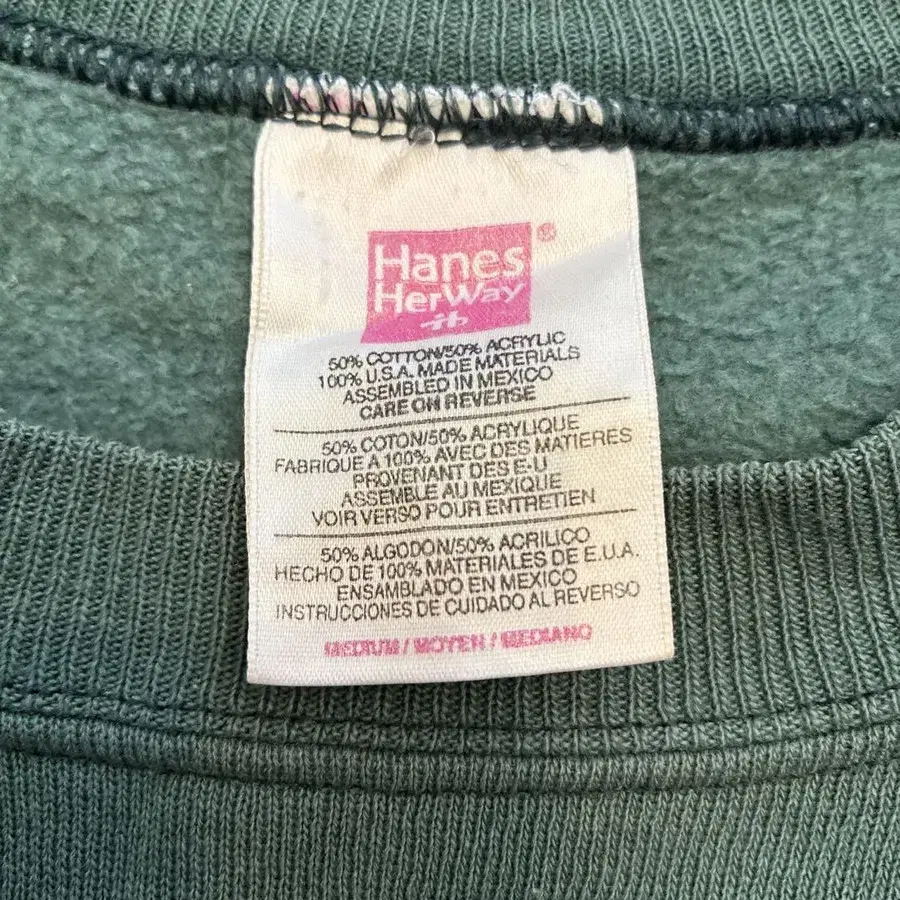 Hanes®
HerWay
50% COTTON/50% ACRYLIC
100% U.S.A. MADE MATERIALS
ASSEMBLED IN MEXICO
CARE ON REVERSE
50% COTON/50% ACRYLIQUE
FABRIQUE A 100% AVEC DES MATIERES
PROVENANT DES E-U
ASSEMBLE AU MEXIQUE
VOIR VERSO POUR ENTRETIEN
50% ALGODON/50% ACRILICO
HECHO DE 100% MATERIALES DE E.U.A.
ENSAMBLADO EN MEXICO
INSTRUCCIONES DE CUIDADO AL REVERSO
MEDIUM / MOYEN / MEDIANO